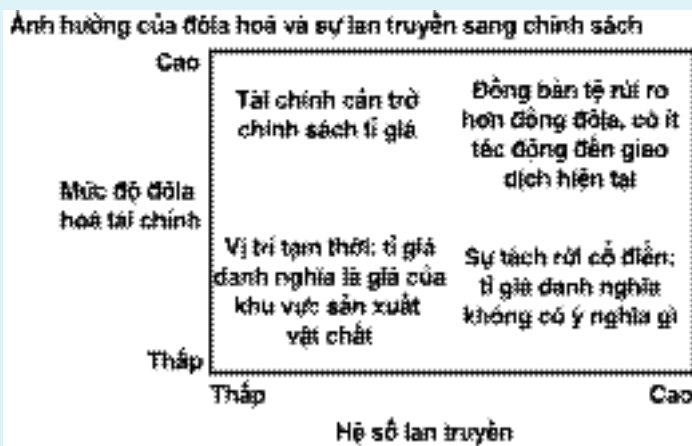 Ảnh hưởng của đôla hoá và sự lan truyền sang chính sách
Cao
Tài chính cản trở
chính sách tỉ giá
Đồng bản tệ rủi ro
hơn đồng đôla, có ít
tác động đến giao
dịch hiện tại
Mức độ đôla
hoá tài chính
Vị trí tạm thời: tỉ giá
danh nghĩa là giá của
khu vực sản xuất
vật chất
Sự tách rời cổ điển:
tỉ giá danh nghĩa
không có ý nghĩa gì
Thấp
Thấp
Cao
Hệ số lan truyền